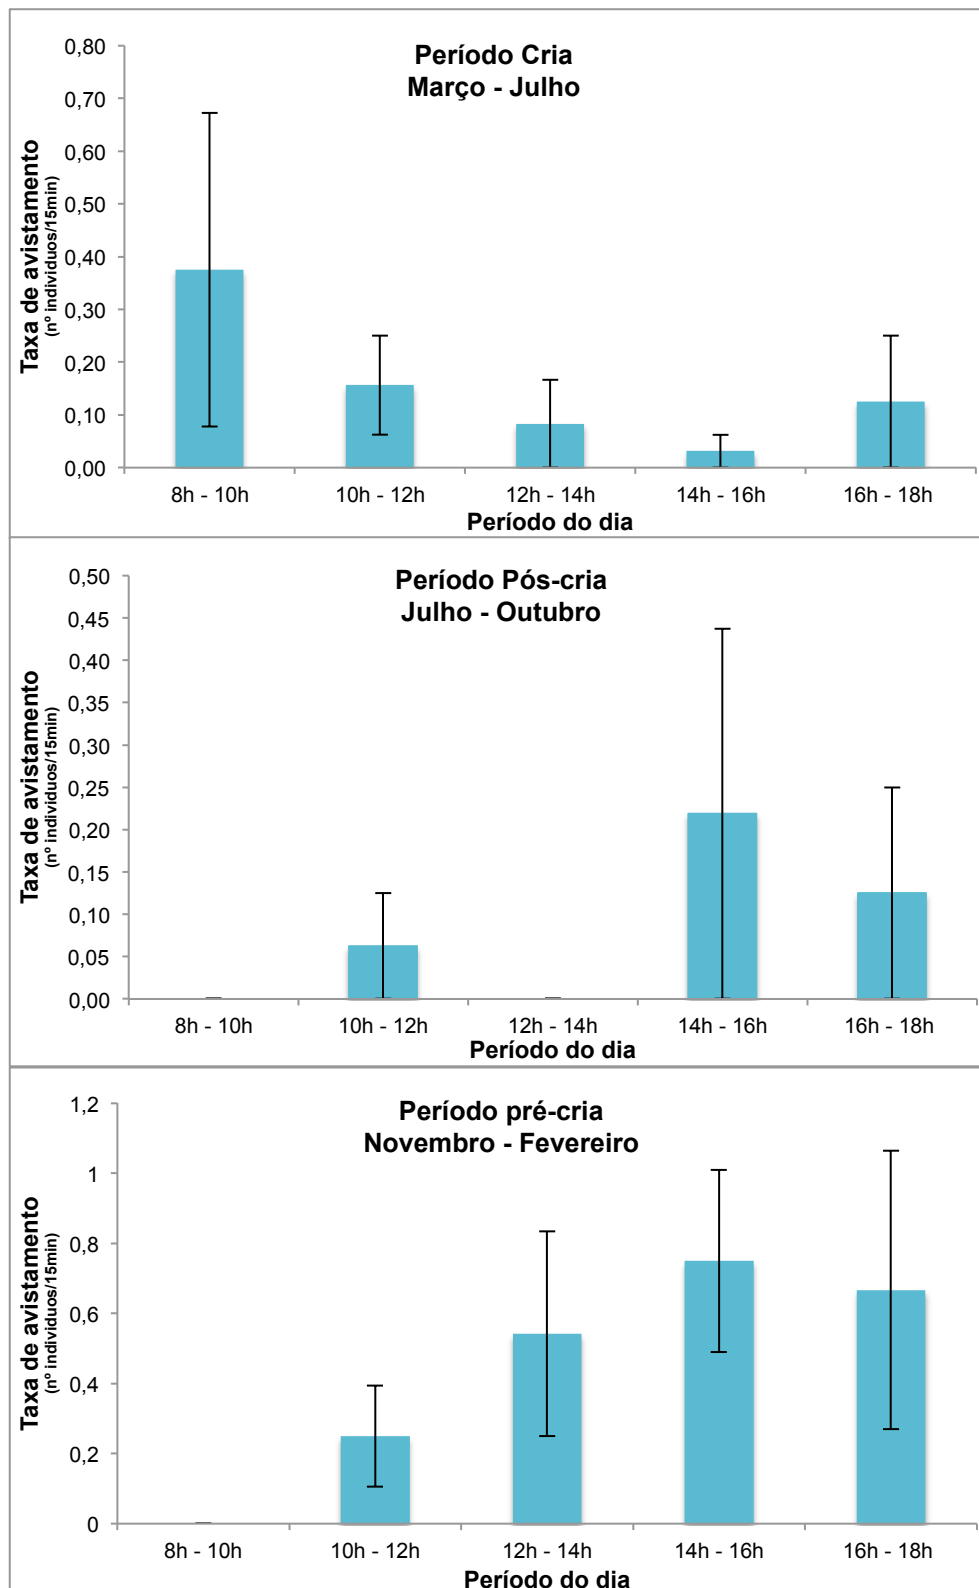 Período Cria
Março - Julho
Taxa de avistamento
(nº individuos/15min)
0,80
0,70
0,60
0,50
0,40
0,30
0,20
0,10
0,00
8h - 10h
10h - 12h
12h - 14h
14h - 16h
16h - 18h
Período do dia
Período Pós-cria
Julho - Outubro
Taxa de avistamento
(nº individuos/15min)
0,50
0,45
0,40
0,35
0,30
0,25
0,20
0,15
0,10
0,05
0,00
8h - 10h
10h - 12h
12h - 14h
14h - 16h
16h - 18h
Período do dia
Período pré-cria
Novembro - Fevereiro
Taxa de avistamento
(nº individuos/15min)
1,2
1
0,8
0,6
0,4
0,2
0
8h - 10h
10h - 12h
12h - 14h
14h - 16h
16h - 18h
Período do dia